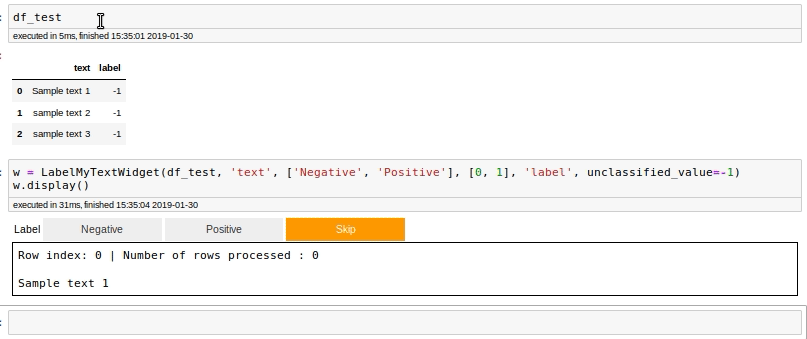 df_test
executed in 5ms, finished 15:35:01 2019-01-30
text label
0 Sample text 1 -1
1 sample text 2 -1
2 sample text 3 -1
w = LabelMyTextWidget(df_test, 'text', ['Negative', 'Positive'], [0, 1], 'label', unclassified_value=-1)
w.display()
executed in 31ms, finished 15:35:04 2019-01-30
Label Negative Positive Skip
Row index: 0 | Number of rows processed : 0
Sample text 1